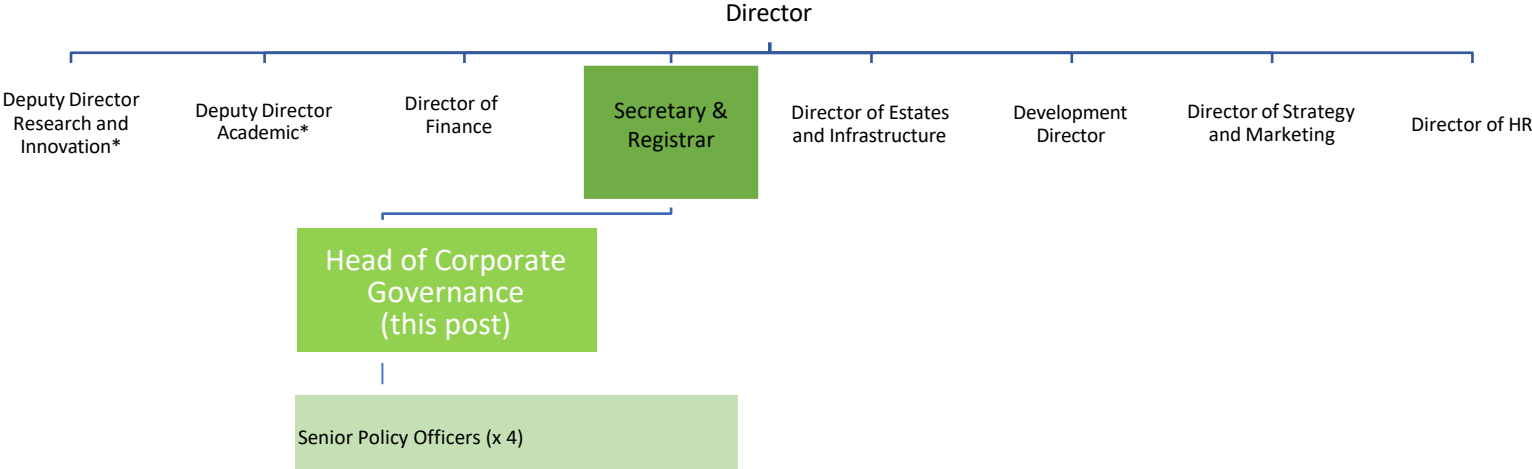 Director
Deputy Director
Research and
Innovation*
Deputy Director
Academic*
Director of
Finance
Secretary &
Registrar
Director of Estates
and Infrastructure
Development
Director
Director of Strategy
and Marketing
Director of HR
Head of Corporate
Governance
(this post)
Senior Policy Officers (x 4)